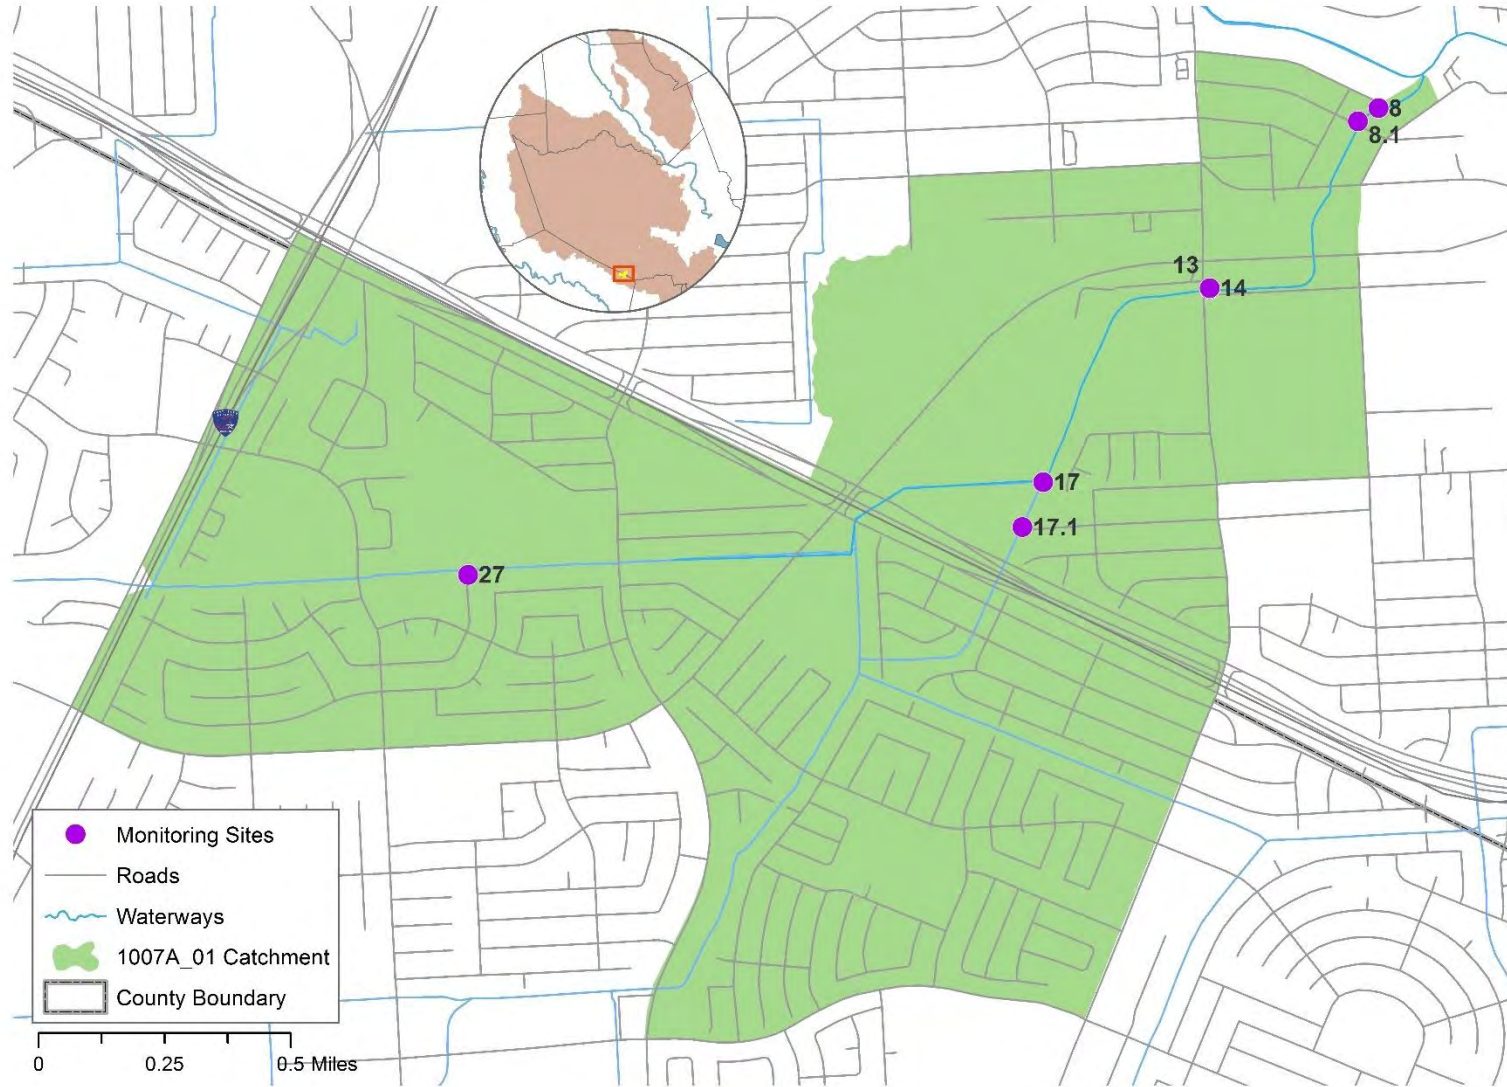 8
8.1
13
14
17
17.1
27
Monitoring Sites
Roads
Waterways
1007A_01 Catchment
County Boundary
0 0.25 0.5 Miles